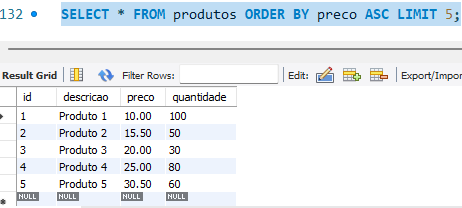 132 SELECT * FROM produtos ORDER BY preco ASC LIMIT 5;
Result Grid Filter Rows: Edit: Export/Impor
id descricao preco quantidade
1 Produto 1 10.00 100
2 Produto 2 15.50 50
3 Produto 3 20.00 30
4 Produto 4 25.00 80
5 Produto 5 30.50 60
NULL NULL NULL NULL